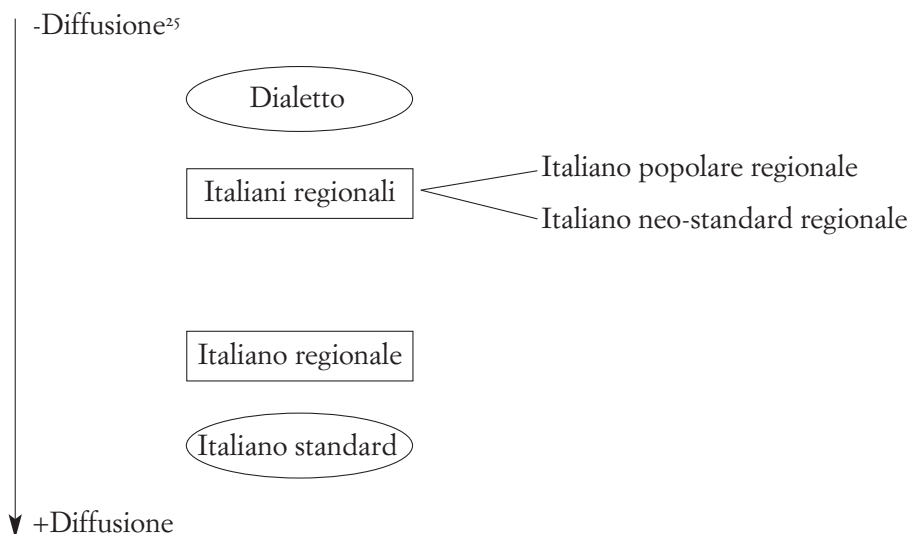 -Diffusione²⁵
Dialetto
Italiani regionali
Italiano popolare regionale
Italiano neo-standard regionale
Italiano regionale
Italiano standard
+Diffusione